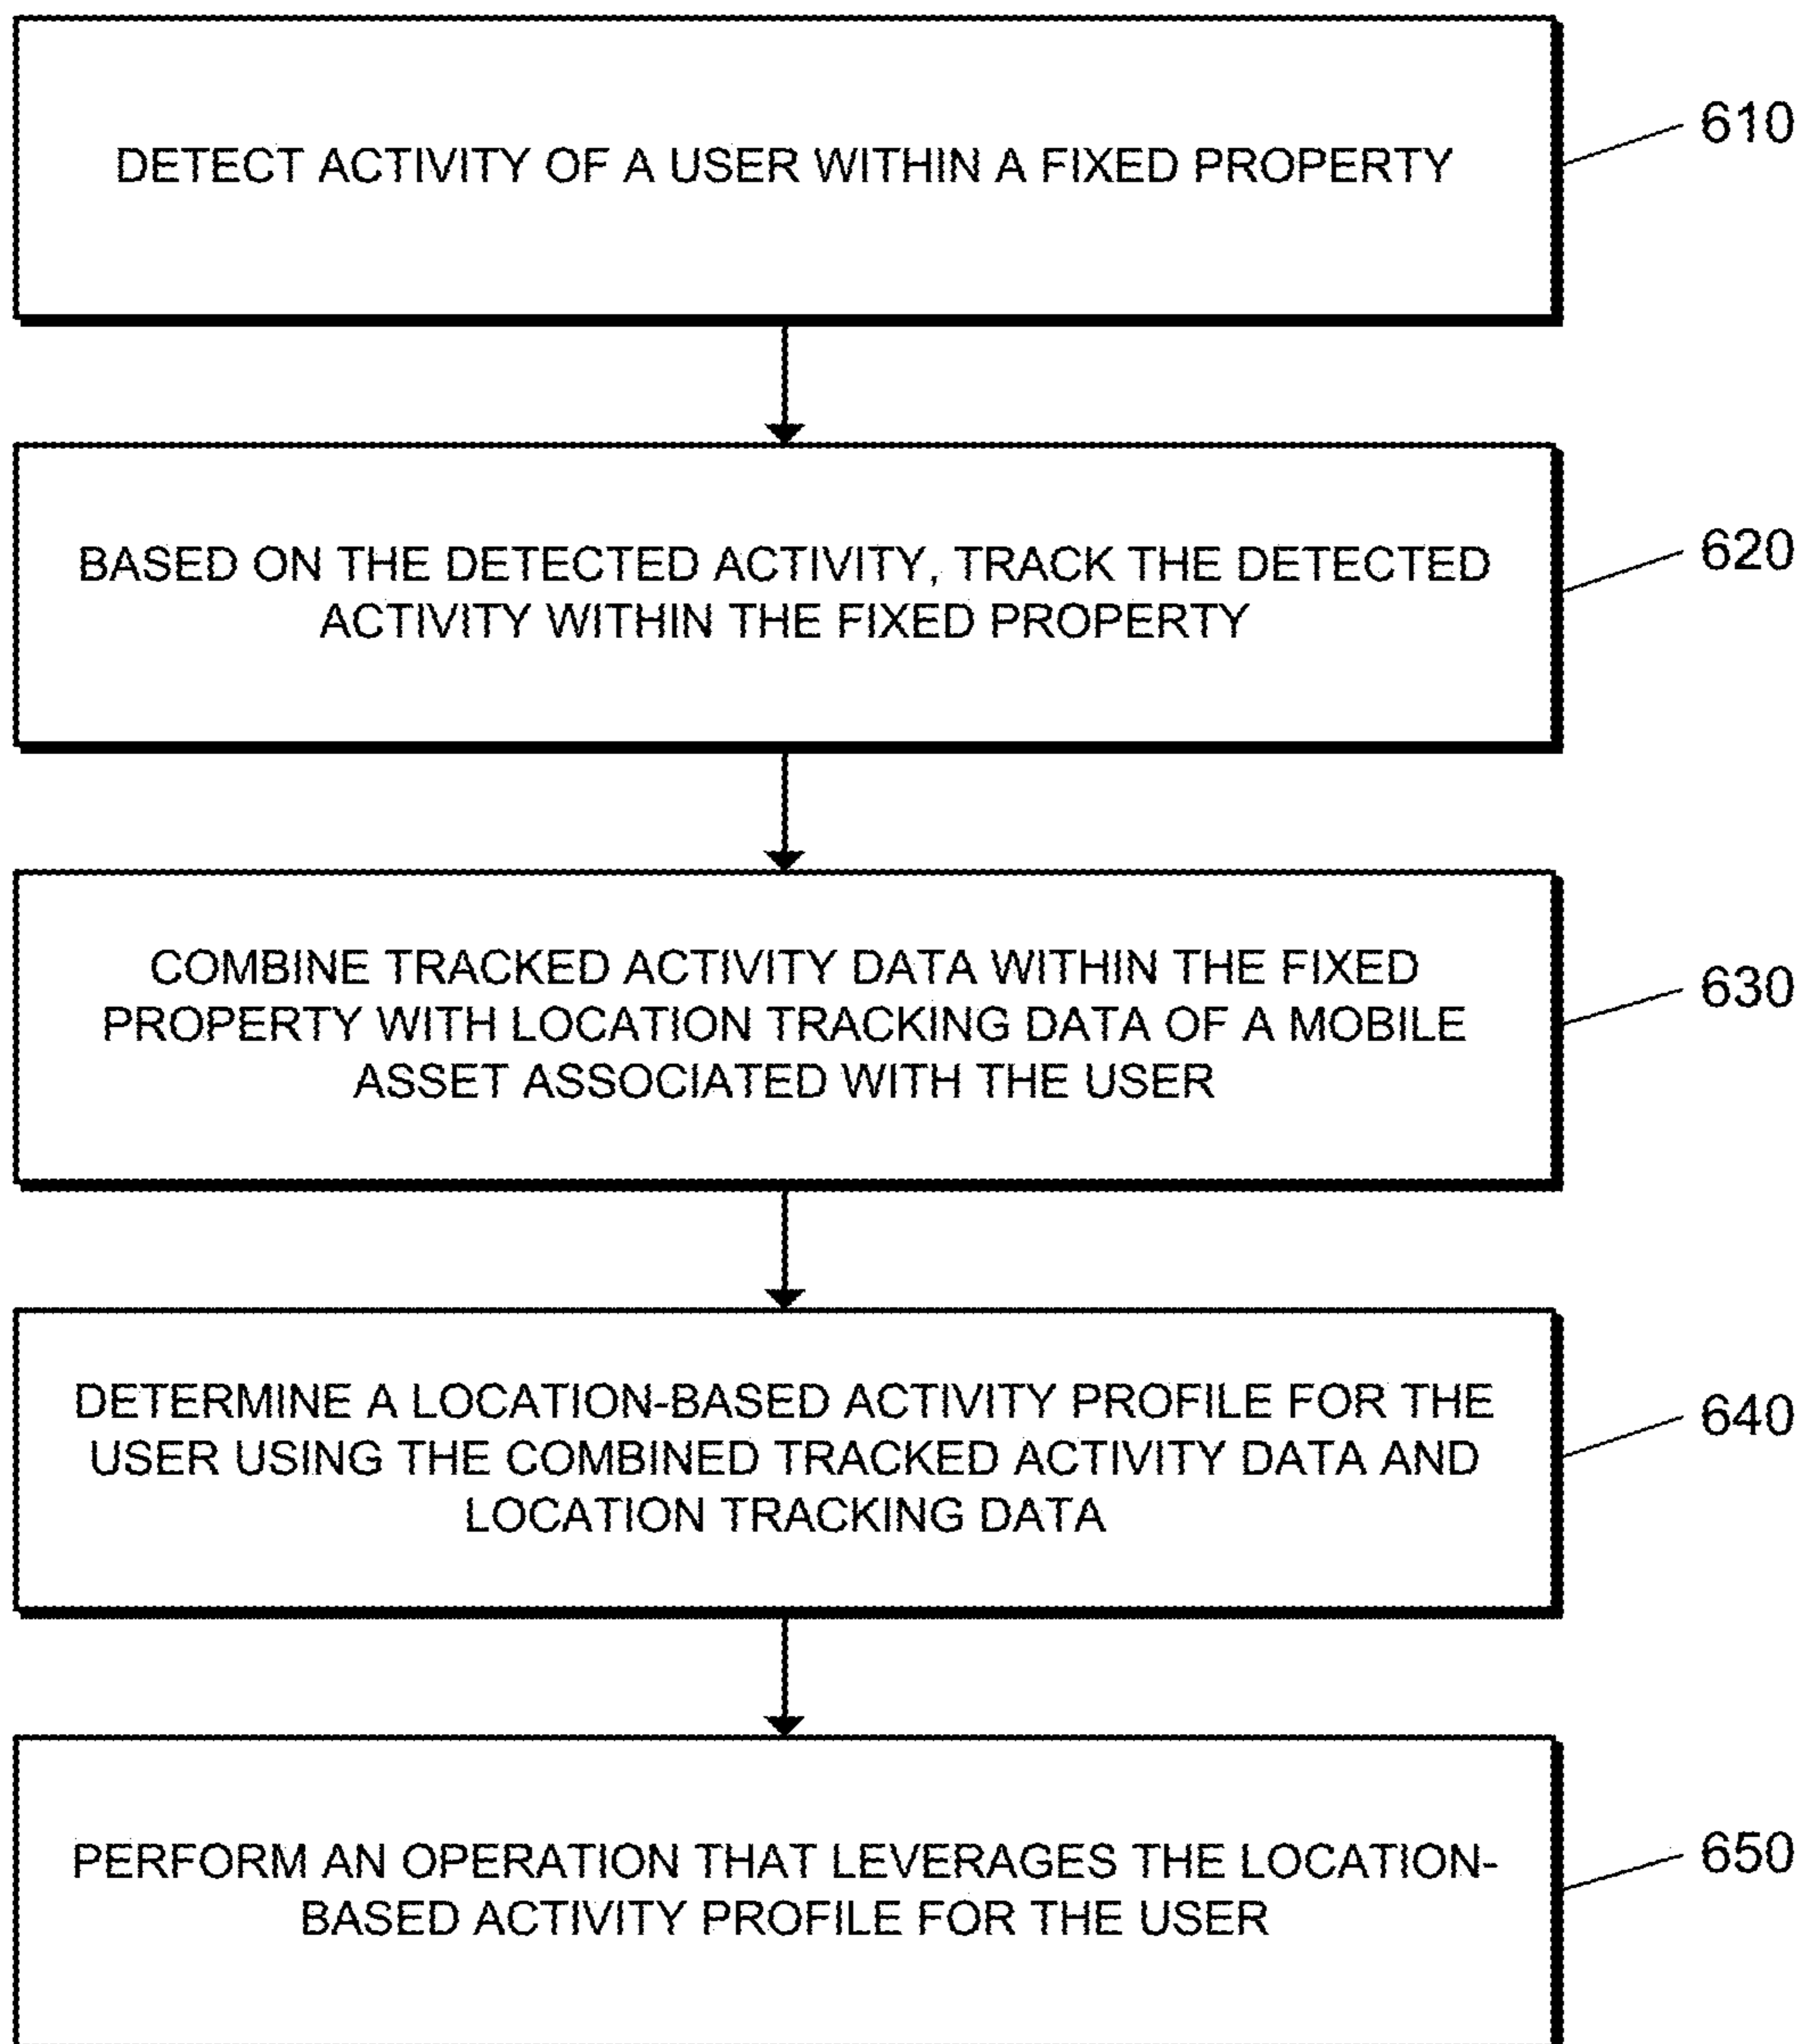 DETECT ACTIVITY OF A USER WITHIN A FIXED PROPERTY
610
BASED ON THE DETECTED ACTIVITY, TRACK THE DETECTED
ACTIVITY WITHIN THE FIXED PROPERTY
620
COMBINE TRACKED ACTIVITY DATA WITHIN THE FIXED
PROPERTY WITH LOCATION TRACKING DATA OF A MOBILE
ASSET ASSOCIATED WITH THE USER
630
DETERMINE A LOCATION-BASED ACTIVITY PROFILE FOR THE
USER USING THE COMBINED TRACKED ACTIVITY DATA AND
LOCATION TRACKING DATA
640
PERFORM AN OPERATION THAT LEVERAGES THE LOCATION-
BASED ACTIVITY PROFILE FOR THE USER
650